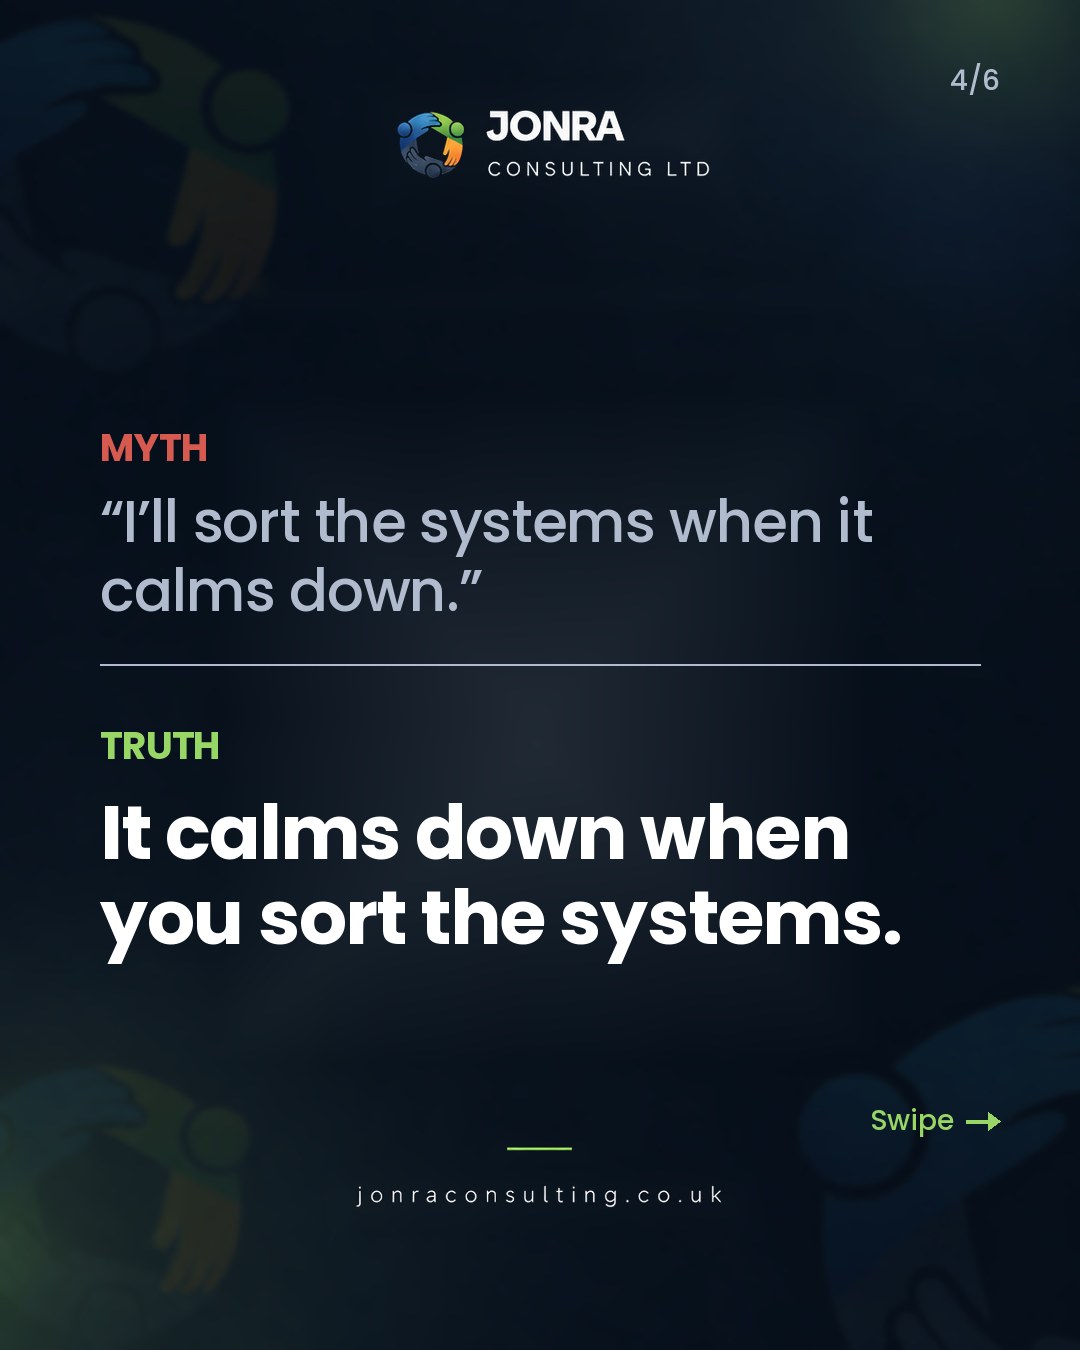 4/6
JONRA
CONSULTING LTD
MYTH
“I’ll sort the systems when it
calms down.”
TRUTH
It calms down when
you sort the systems.
Swipe →
jonraconsulting.co.uk